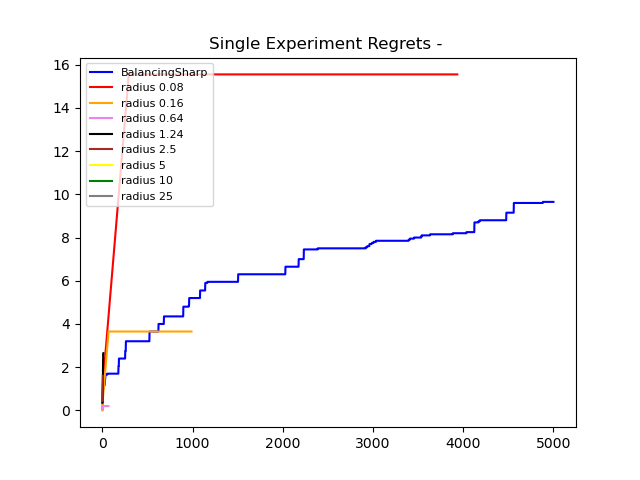 Single Experiment Regrets -
16
14
12
10
8
6
4
2
0
BalancingSharp
radius 0.08
radius 0.16
radius 0.64
radius 1.24
radius 2.5
radius 5
radius 10
radius 25
0 1000 2000 3000 4000 5000